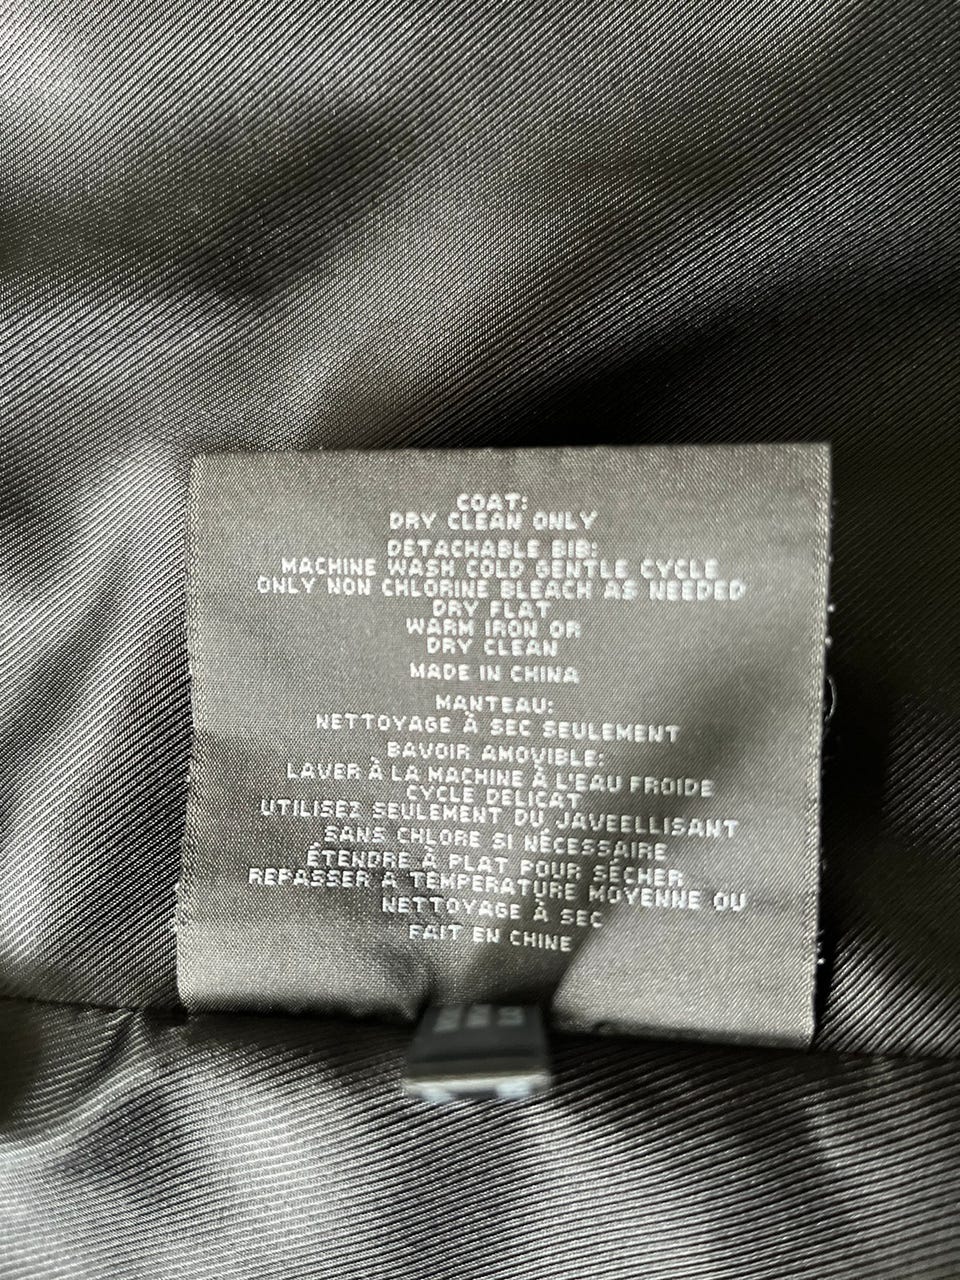 COAT:
DRY CLEAN ONLY
DETACHABLE BIB:
MACHINE WASH COLD GENTLE CYCLE
ONLY NON CHLORINE BLEACH AS NEEDED
DRY FLAT
WARM IRON OR
DRY CLEAN
MADE IN CHINA
MANTEAU:
NETTOYAGE À SEC SEULEMENT
BAVOIR AMOVIBLE:
LAVER À LA MACHINE À L'EAU FROIDE
CYCLE DELICAT
UTILISEZ SEULEMENT DU JAVEELLISANT
SANS CHLORE SI NÉCESSAIRE
ÉTENDRE À PLAT POUR SÉCHER
REPASSER A TEMPERATURE MOYENNE OU
NETTOYAGE À SEC
FAIT EN CHINE